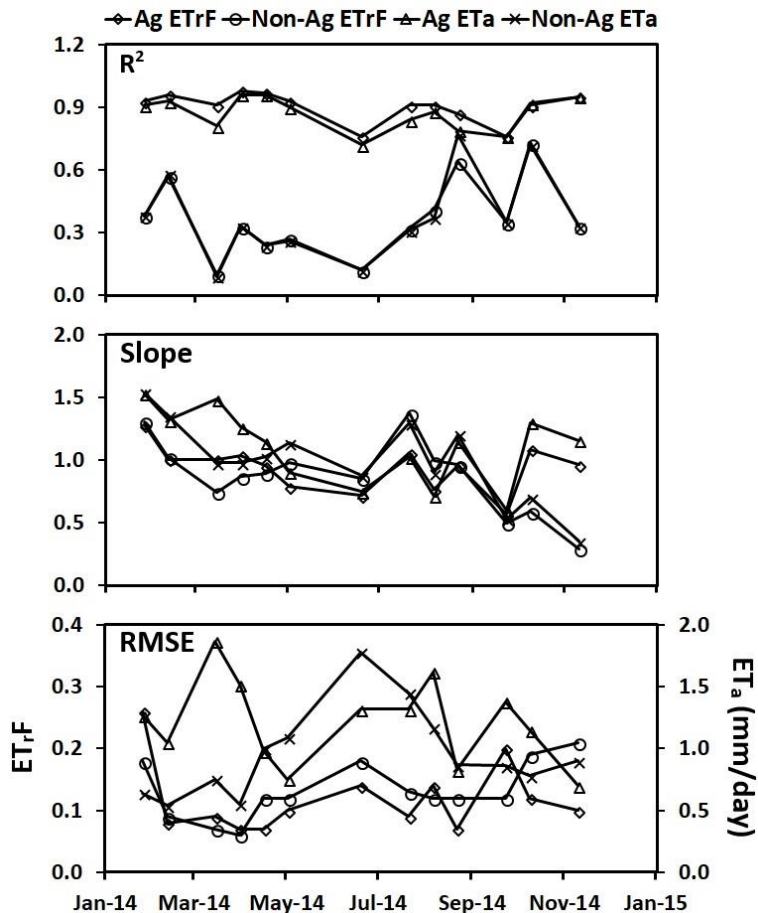 Ag ETrF Non-Ag ETrF Ag ETa Non-Ag ETa
R²
1.2
0.9
0.6
0.3
0.0
Slope
2.0
1.5
1.0
0.5
0.0
RMSE
ETᵣF
0.4
0.3
0.2
0.1
0.0
2.0
1.5
1.0
0.5
0.0
ETₐ (mm/day)
Jan-14 Mar-14 May-14 Jul-14 Sep-14 Nov-14 Jan-15